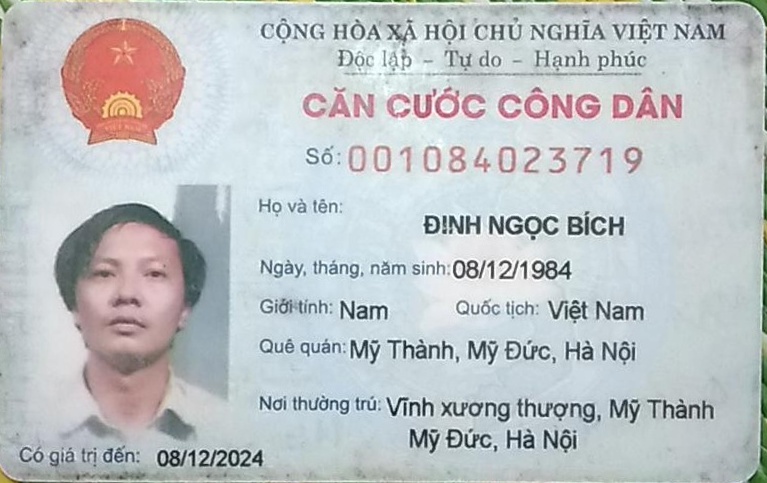 CỘNG HÒA XÃ HỘI CHỦ NGHĨA VIỆT NAM
Độc lập - Tự do - Hạnh phúc
CĂN CƯỚC CÔNG DÂN
Số: 001084023719
Họ và tên:
ĐINH NGỌC BÍCH
Ngày, tháng, năm sinh: 08/12/1984
Giới tính: Nam Quốc tịch: Việt Nam
Quê quán: Mỹ Thành, Mỹ Đức, Hà Nội
Nơi thường trú: Vĩnh xương thượng, Mỹ Thành
Mỹ Đức, Hà Nội
Có giá trị đến: 08/12/2024